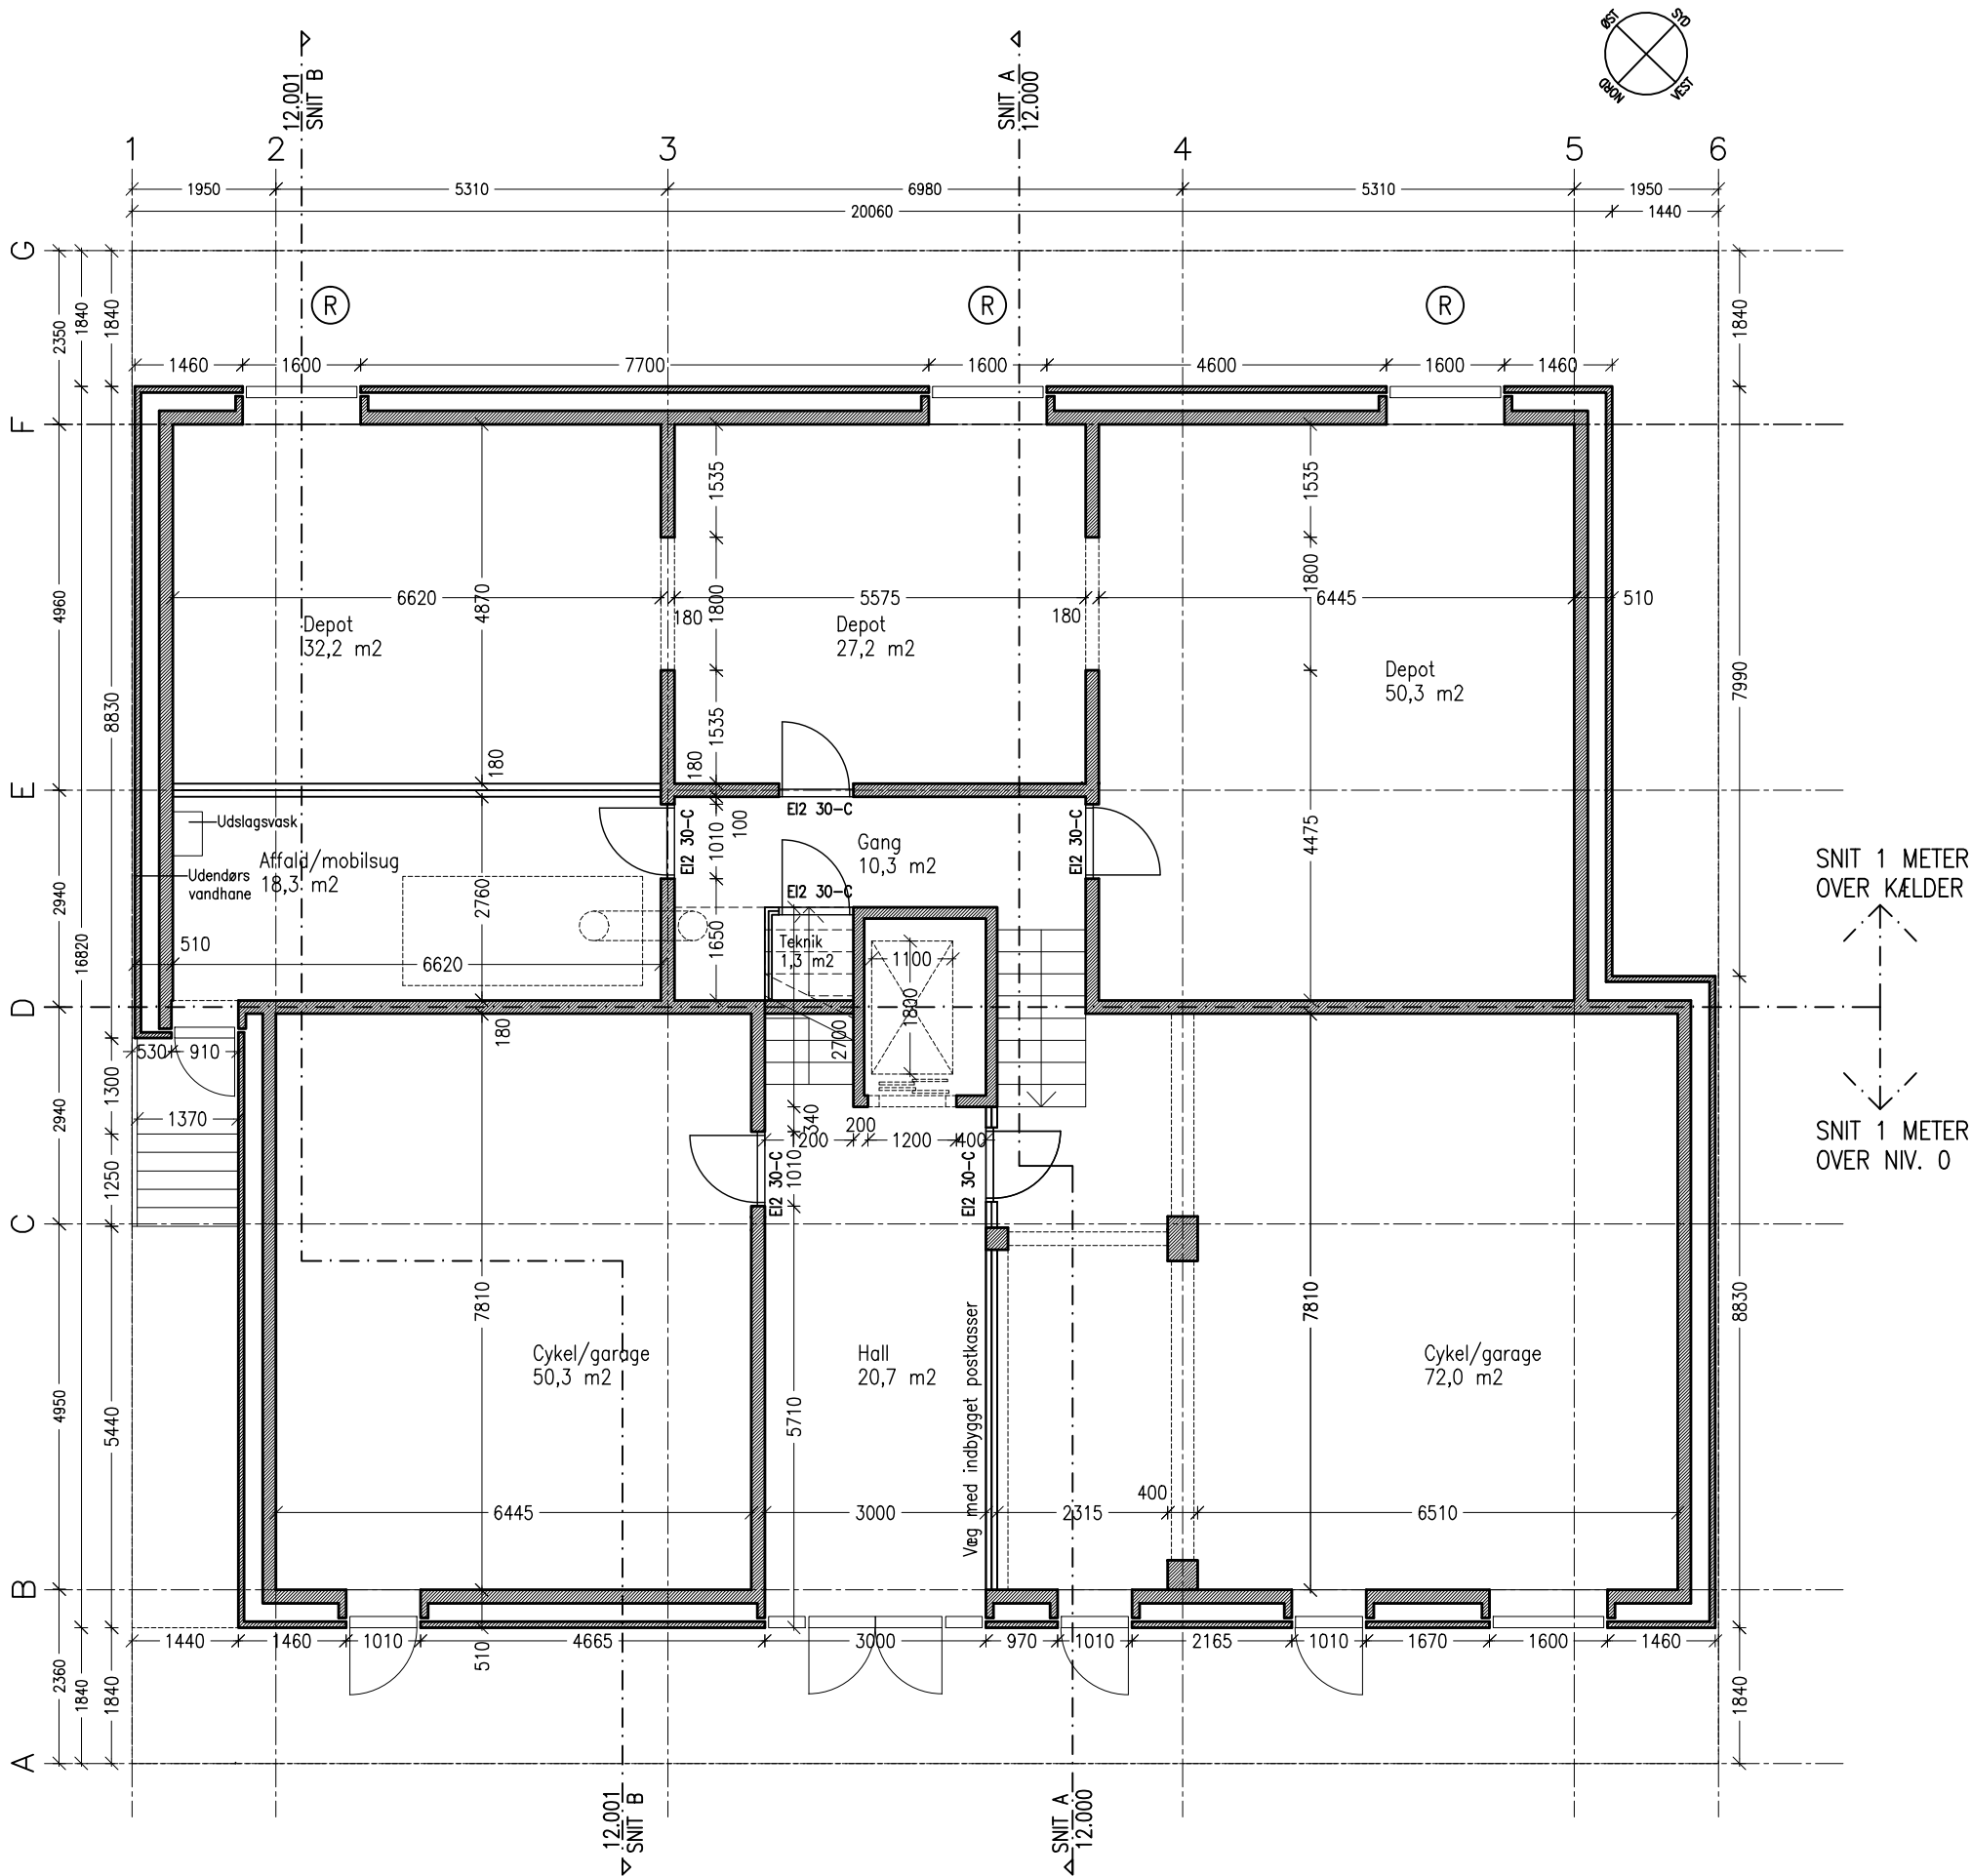 ØST
SYD
NORD
VEST
12.001
SNIT B
SNIT A
12.000
1
2
3
4
5
6
1950
5310
6980
5310
1950
20060
1440
G
F
E
D
C
B
A
2350
4960
2940
2940
4950
2360
1840
16820
1840
1840
8830
1300
1250
5440
1840
R
R
R
1460
1600
7700
1600
4600
1600
1460
1840
7990
8830
1840
4870
1535
1535
6620
180
1800
5575
180
1800
6445
510
Depot
32,2 m2
Depot
27,2 m2
Depot
50,3 m2
180
180
1535
EI2 30-C
Udslagsvask
Affald/mobilsug
18,3 m2
Udendørs
vandhane
2760
EI2 30-C
1010
100
Gang
10,3 m2
EI2 30-C
4475
EI2 30-C
1650
510
6620
Teknik
1,3 m2
1100
1800
2700
180
530
910
1370
340
200
1200
1200
400
1010
EI2 30-C
EI2 30-C
7810
7810
Cykel/garage
50,3 m2
Hall
20,7 m2
Cykel/garage
72,0 m2
5710
Væg med indbygget postkasser
6445
3000
2315
400
6510
1440
1460
1010
4665
3000
970
1010
2165
1010
1670
1600
1460
510
SNIT 1 METER
OVER KÆLDER
SNIT 1 METER
OVER NIV. 0
12.001
SNIT B
SNIT A
12.000